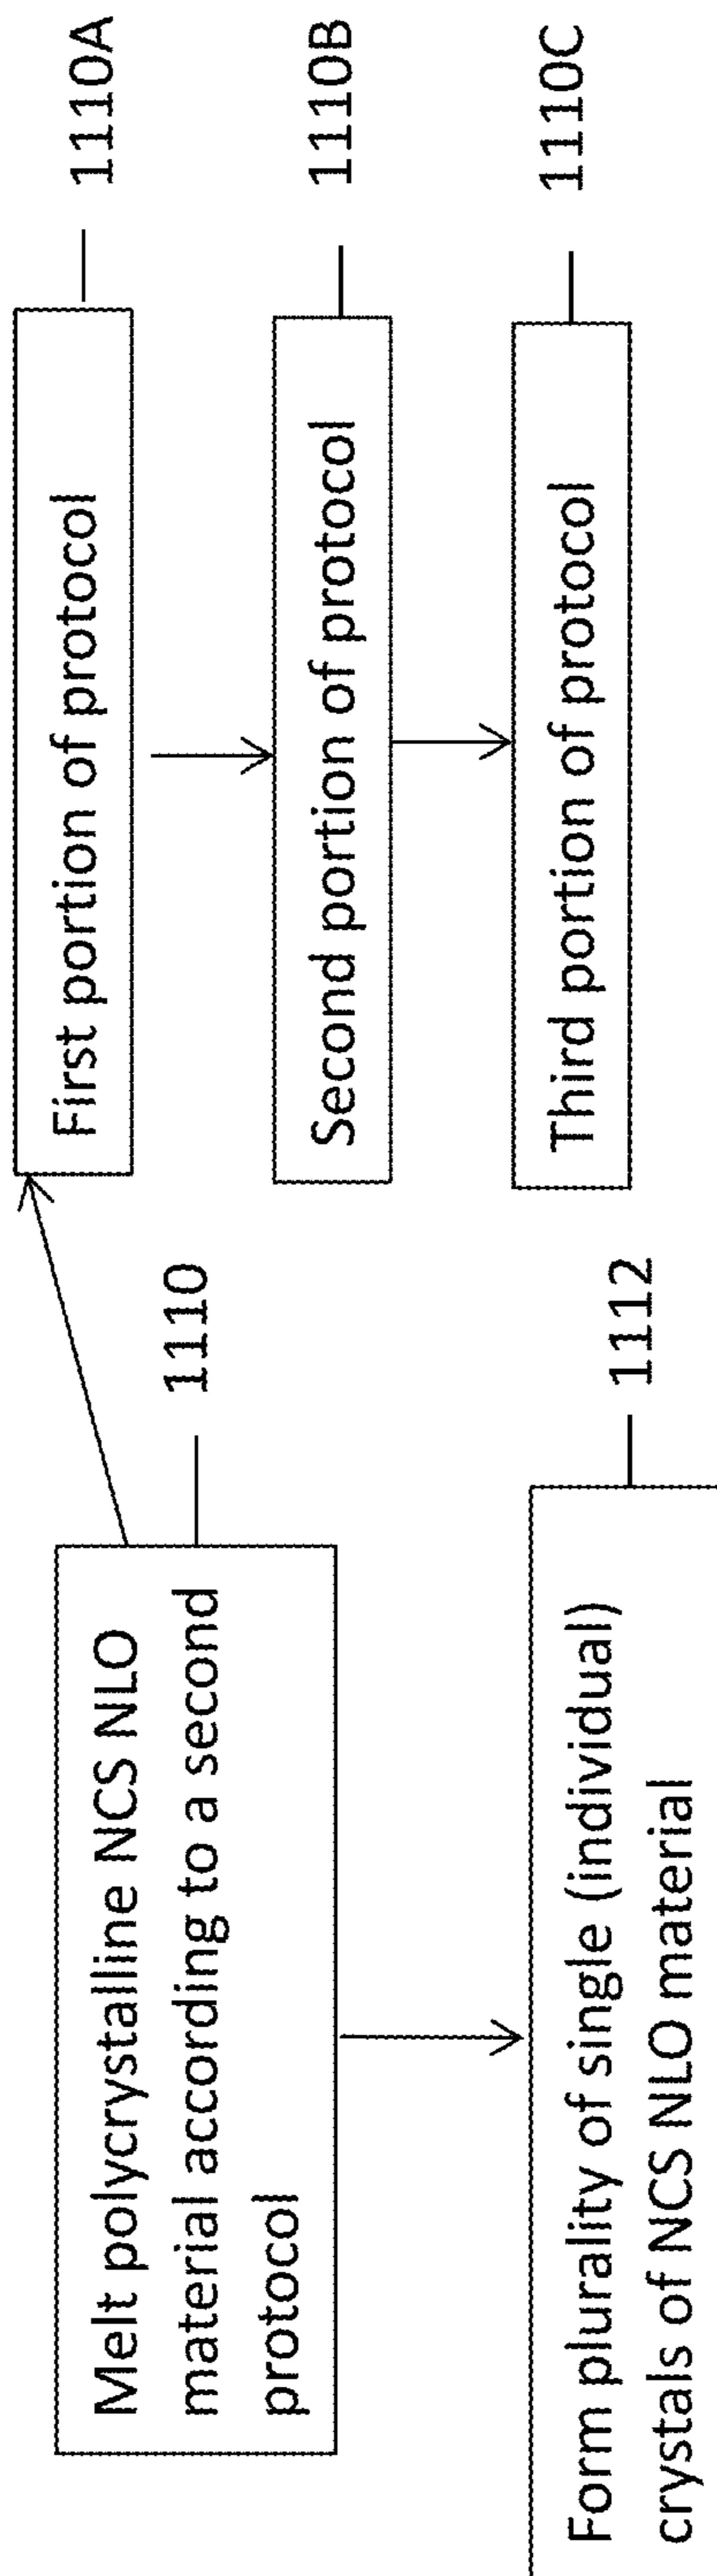 Melt polycrystalline NCS NLO
material according to a second
protocol
1110
Form plurality of single (individual)
crystals of NCS NLO material
1112
First portion of protocol
1110A
Second portion of protocol
1110B
Third portion of protocol
1110C